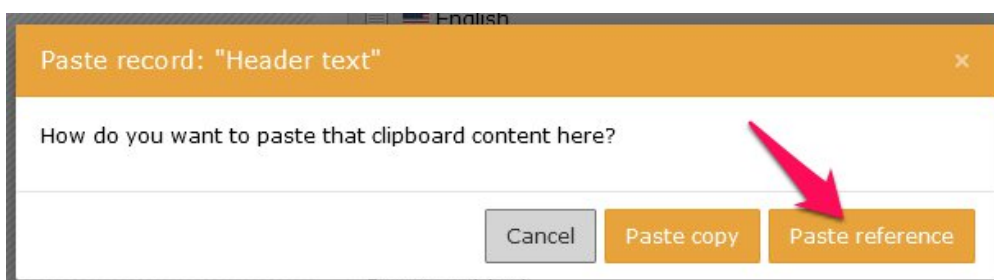 English
Paste record: "Header text" ×
How do you want to paste that clipboard content here?
Cancel Paste copy Paste reference